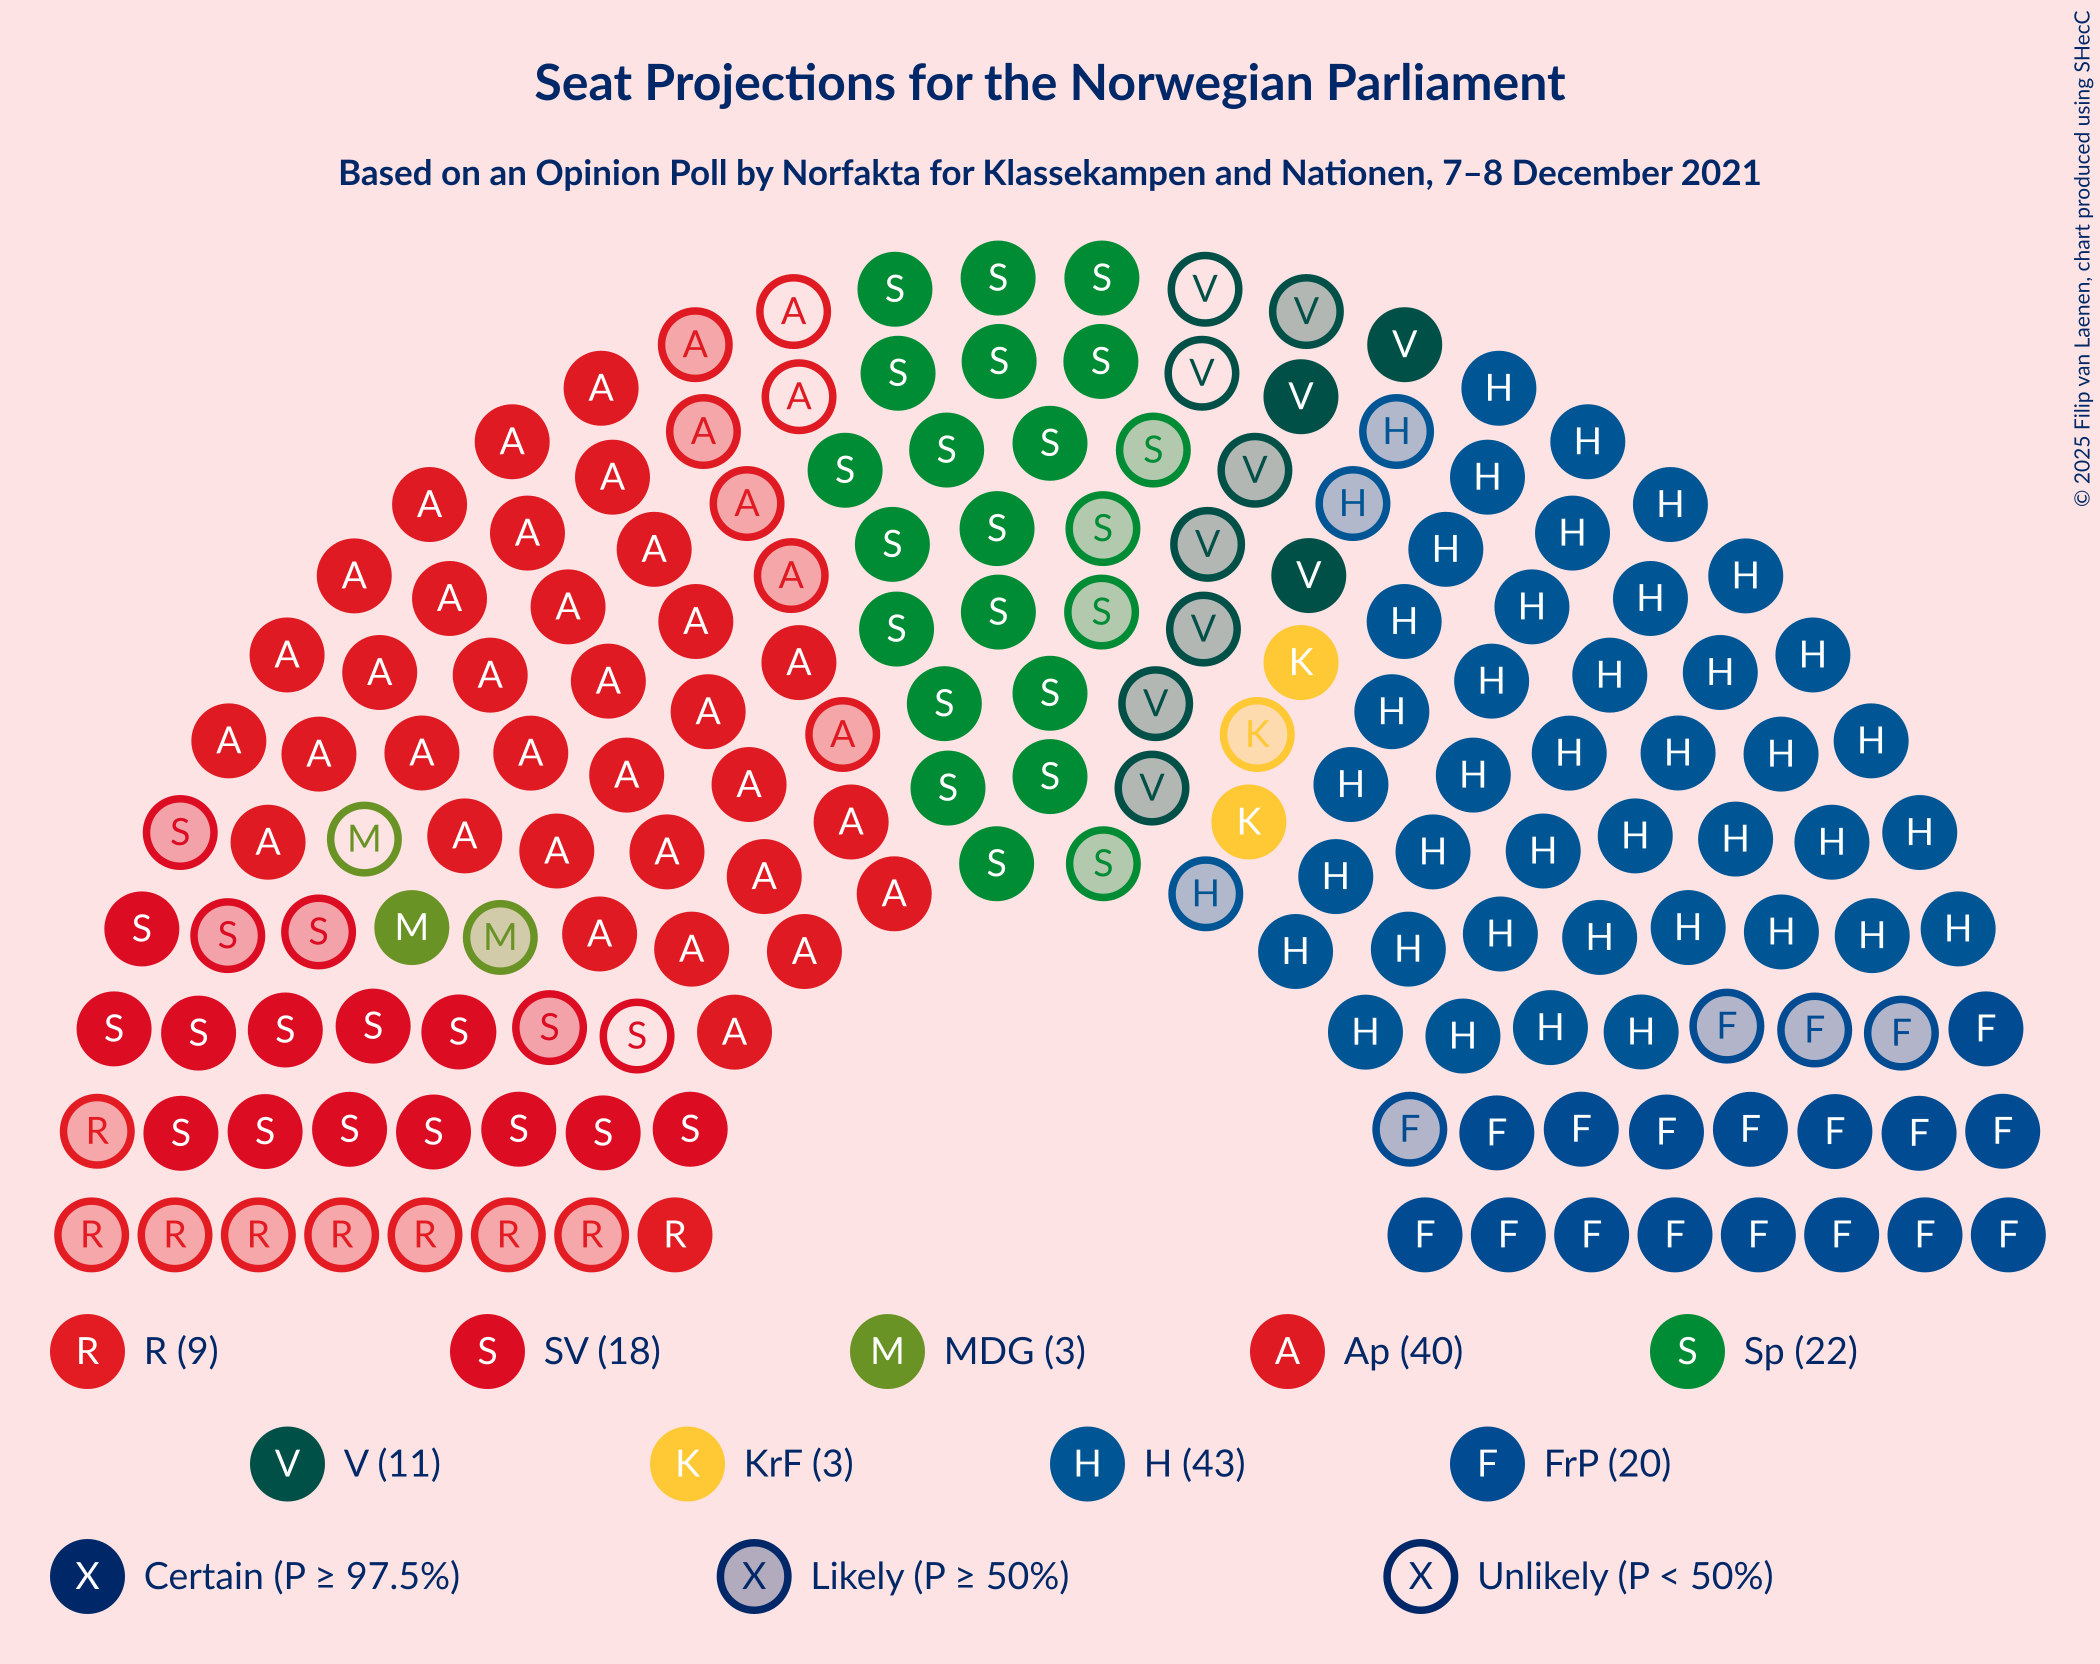 Seat Projections for the Norwegian Parliament
Based on an Opinion Poll by Norfakta for Klassekampen and Nationen, 7–8 December 2021
© 2025 Filip van Laenen, chart produced using SHecC
S S S V V V
A A
A H
S S S V V
A A H
A H
S S S S V
A A A H H
A H
S S S S V
A A A H H H
A H
S S S S V V
A A A A K H H H H
A A A A H H H H
S S V
A A A A A K H H H H H
S S V
A A A A A A K H H H H H H
S A M A A A A S S H H H H H H H
S S S M M A A A A H H H H H H H H
S S S S S S S A H H H H F F F F
R S S S S S S S F F F F F F F F
R R R R R R R R F F F F F F F F
R R (9) S SV (18) M MDG (3) A Ap (40) S Sp (22)
V V (11) K KrF (3) H H (43) F FrP (20)
X Certain (P ≥ 97.5%) X Likely (P ≥ 50%) X Unlikely (P < 50%)